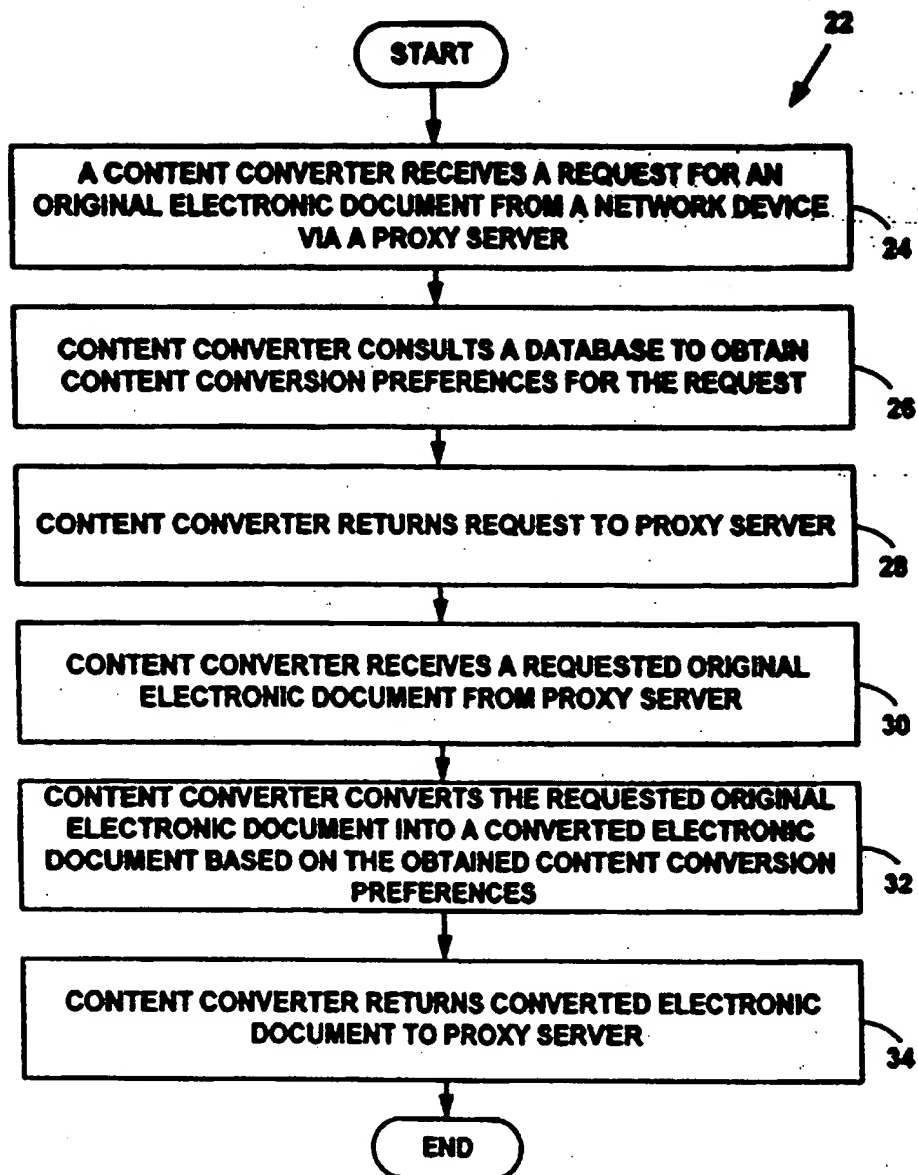 22
START
A CONTENT CONVERTER RECEIVES A REQUEST FOR AN
ORIGINAL ELECTRONIC DOCUMENT FROM A NETWORK DEVICE
VIA A PROXY SERVER
24
CONTENT CONVERTER CONSULTS A DATABASE TO OBTAIN
CONTENT CONVERSION PREFERENCES FOR THE REQUEST
26
CONTENT CONVERTER RETURNS REQUEST TO PROXY SERVER
28
CONTENT CONVERTER RECEIVES A REQUESTED ORIGINAL
ELECTRONIC DOCUMENT FROM PROXY SERVER
30
CONTENT CONVERTER CONVERTS THE REQUESTED ORIGINAL
ELECTRONIC DOCUMENT INTO A CONVERTED ELECTRONIC
DOCUMENT BASED ON THE OBTAINED CONTENT CONVERSION
PREFERENCES
32
CONTENT CONVERTER RETURNS CONVERTED ELECTRONIC
DOCUMENT TO PROXY SERVER
34
END